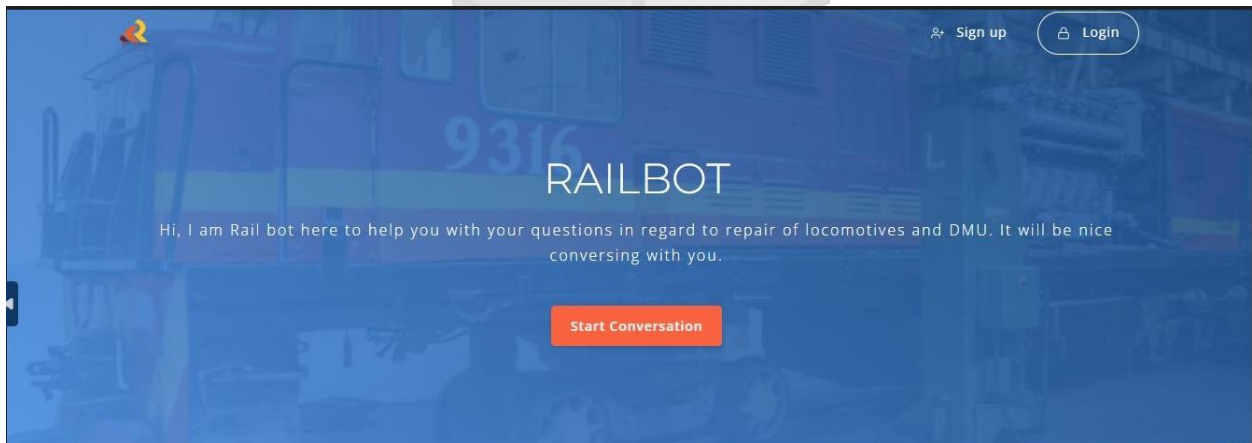 Sign up
Login
9316
RAILBOT
Hi, I am Rail bot here to help you with your questions in regard to repair of locomotives and DMU. It will be nice
conversing with you.
Start Conversation